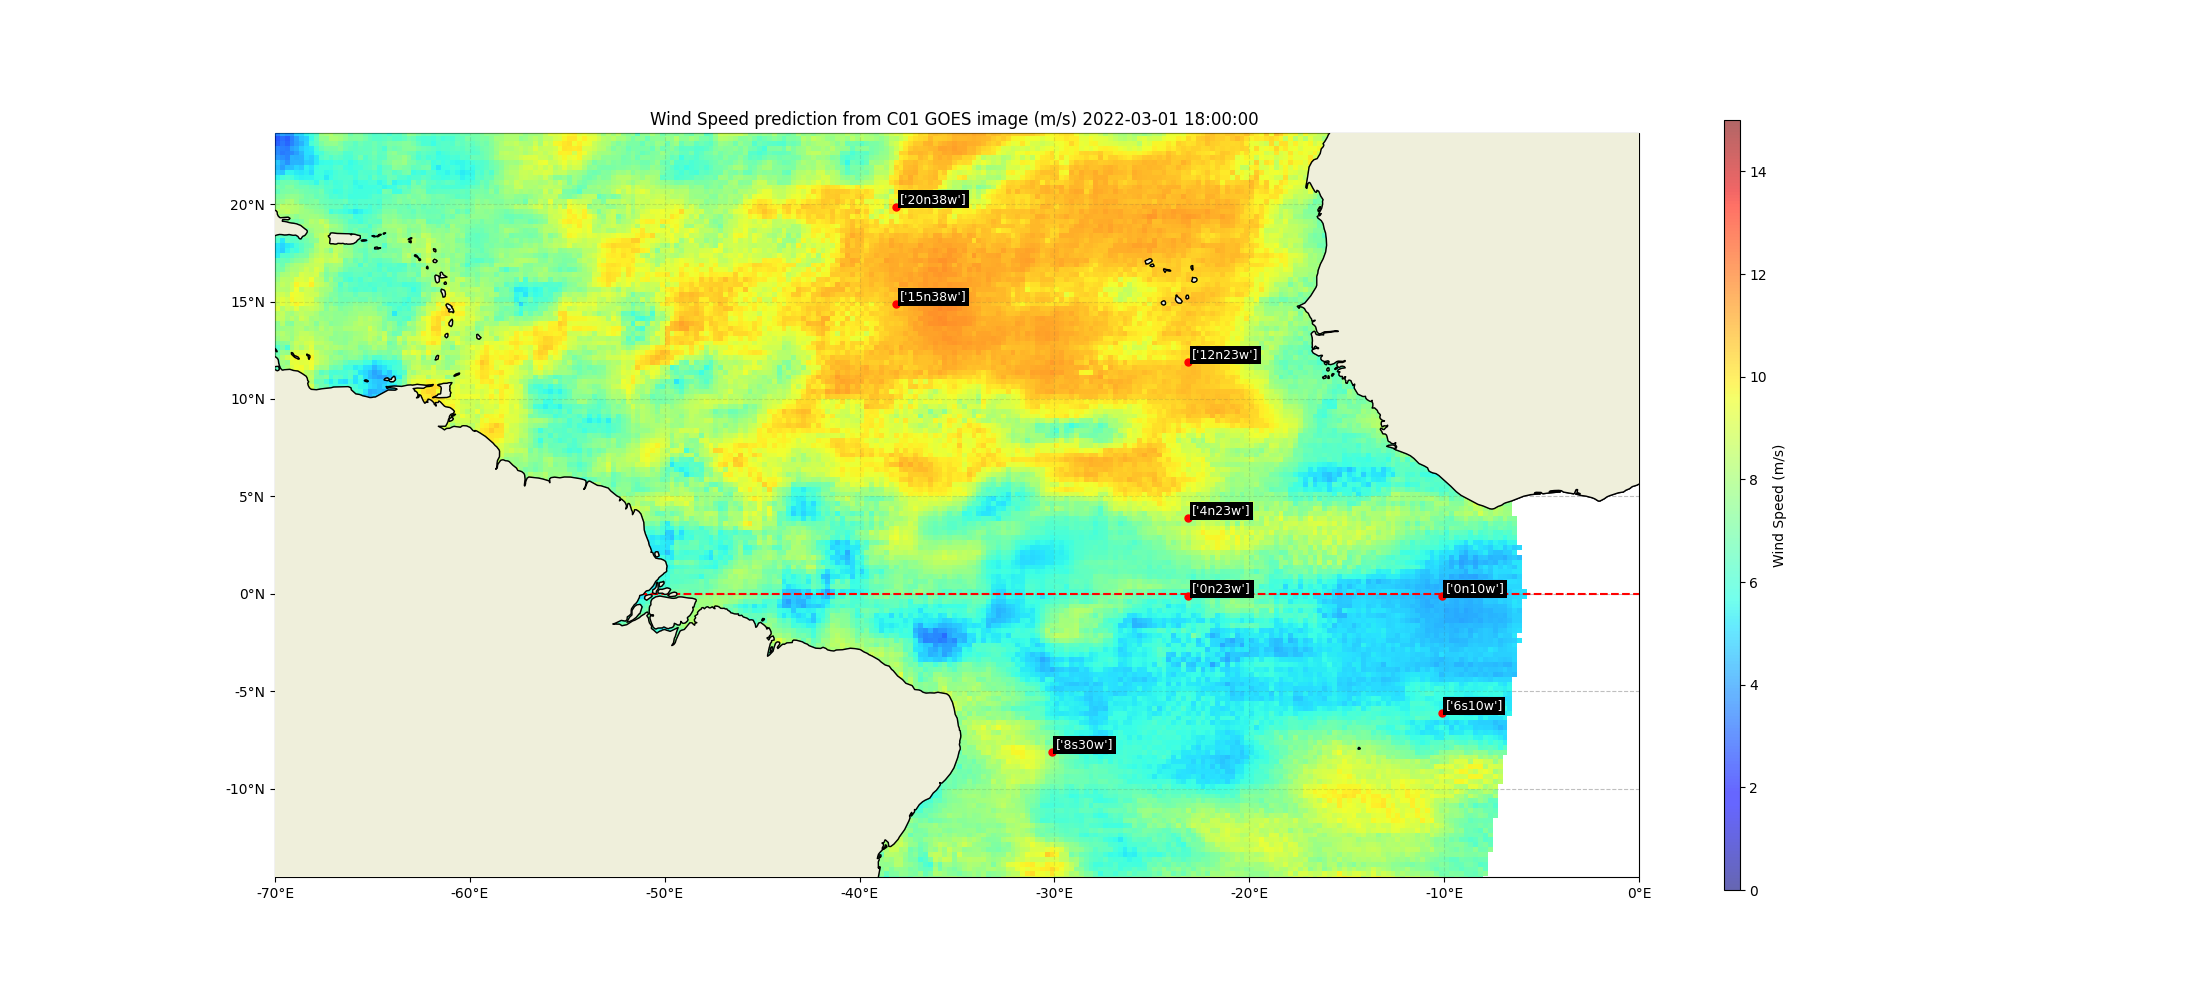 Wind Speed prediction from C01 GOES image (m/s) 2022-03-01 18:00:00
14
20°N
['20n38w']
12
15°N
['15n38w']
['12n23w']
10
10°N
8
5°N
['4n23w']
Wind Speed (m/s)
6
0°N
['0n23w']
['0n10w']
4
-5°N
['6s10w']
['8s30w']
2
-10°N
0
-70°E -60°E -50°E -40°E -30°E -20°E -10°E 0°E